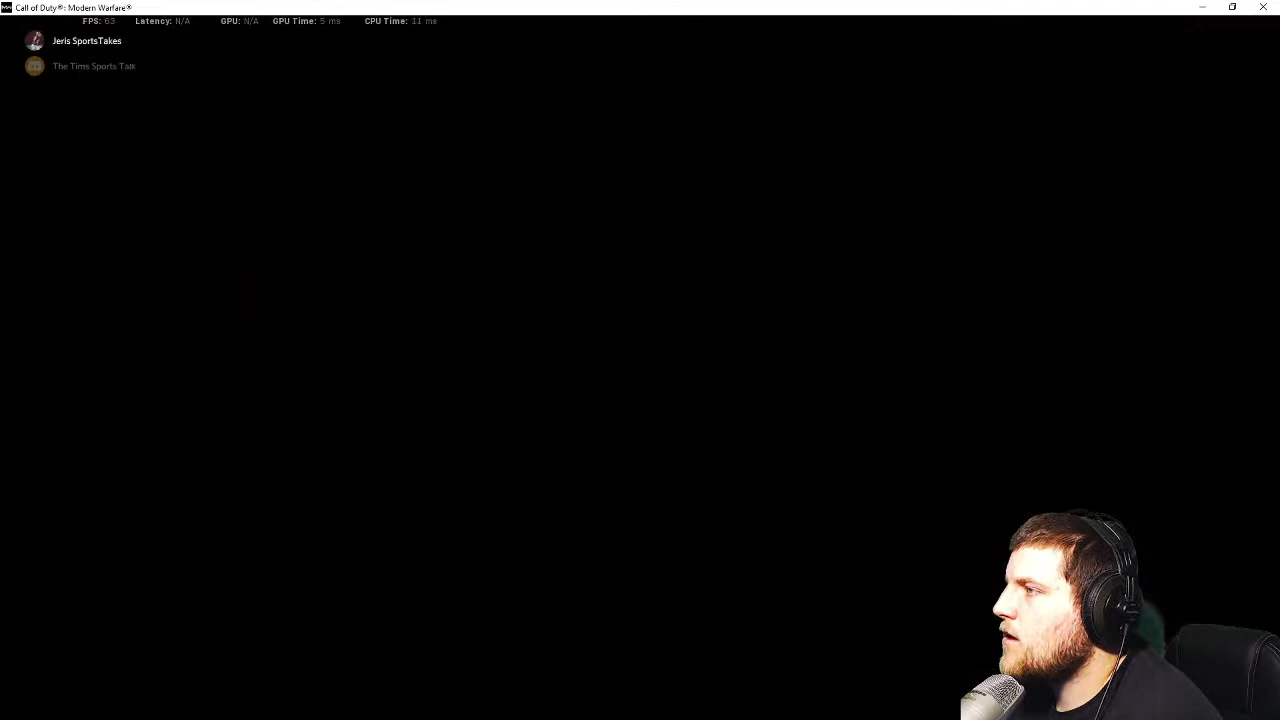 Call of Duty®: Modern Warfare®
FPS: 63 Latency: N/A GPU: N/A GPU Time: 5 ms CPU Time: 11 ms
Jeris SportsTakes
The Tims Sports Talk